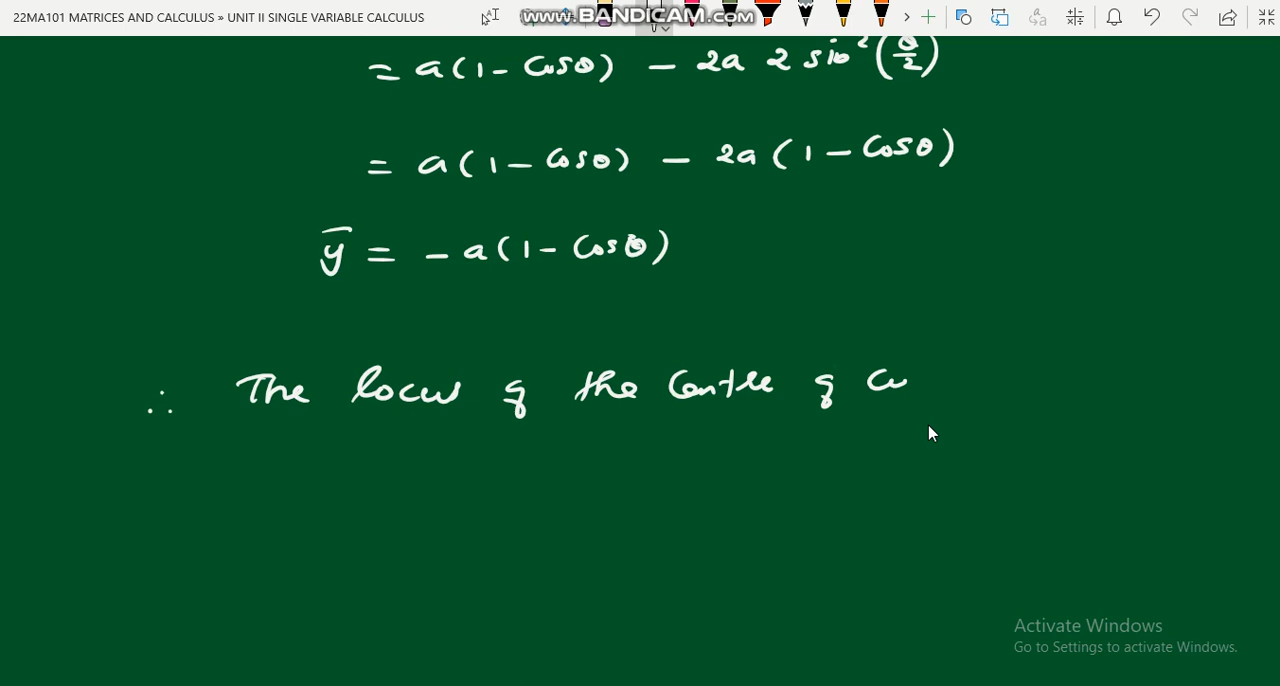 22MA101 MATRICES AND CALCULUS » UNIT II SINGLE VARIABLE CALCULUS
www.BANDICAM.com
= a(1 - cosθ) - 2a 2 sin²(θ/2)
= a(1 - cosθ) - 2a(1 - cosθ)
y̅ = -a(1 - cosθ)
∴ The locus of the centre of cu
Activate Windows
Go to Settings to activate Windows.